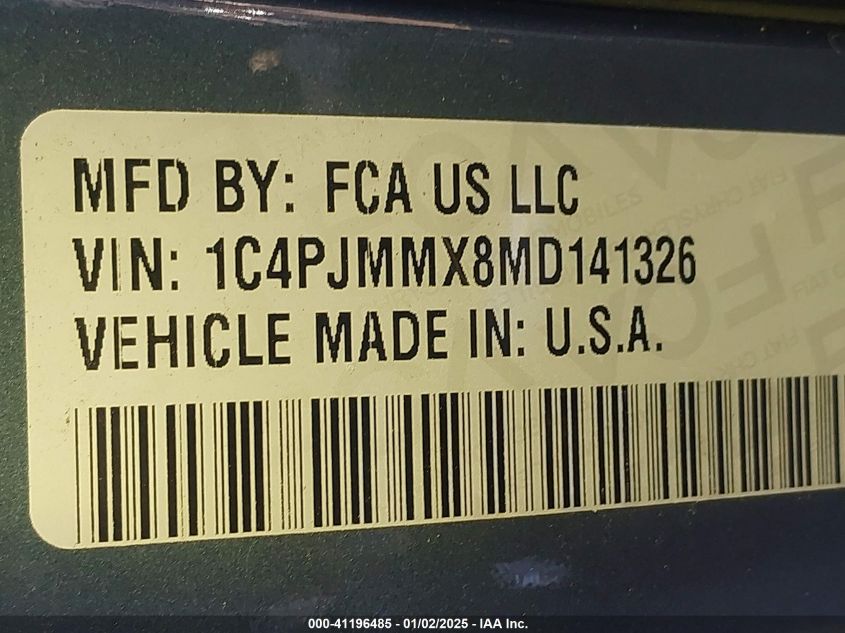 MFD BY: FCA US LLC
VIN: 1C4PJMMX8MD141326
VEHICLE MADE IN: U.S.A.
000-41196485 - 01/02/2025 - IAA Inc.